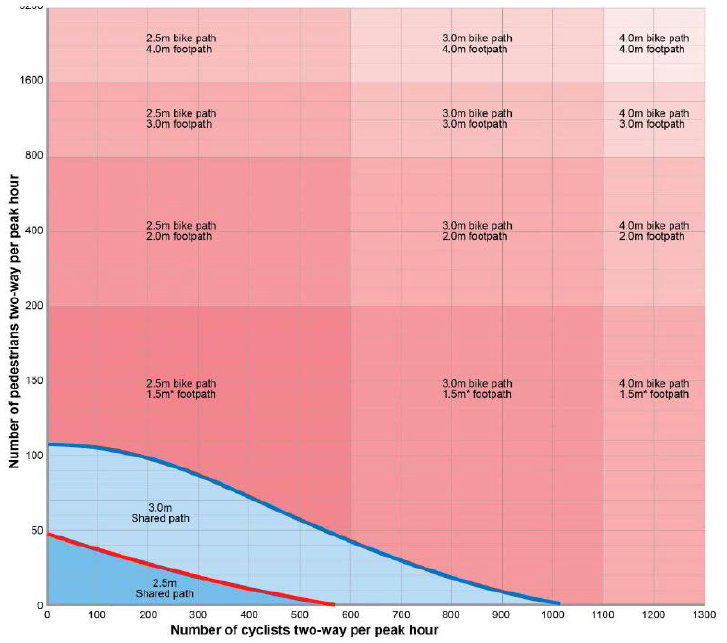 2.5m bike path
4.0m footpath
3.0m bike path
4.0m footpath
4.0m bike path
4.0m footpath
1600
2.5m bike path
3.0m footpath
3.0m bike path
3.0m footpath
4.0m bike path
3.0m footpath
800
2.5m bike path
2.0m footpath
3.0m bike path
2.0m footpath
4.0m bike path
2.0m footpath
400
200
2.5m bike path
1.5m* footpath
3.0m bike path
1.5m* footpath
4.0m bike path
1.5m* footpath
150
100
3.0m
Shared path
50
2.5m
Shared path
0
Number of pedestrians two-way per peak hour
0 100 200 300 400 500 600 700 800 900 1000 1100 1200 1300
Number of cyclists two-way per peak hour